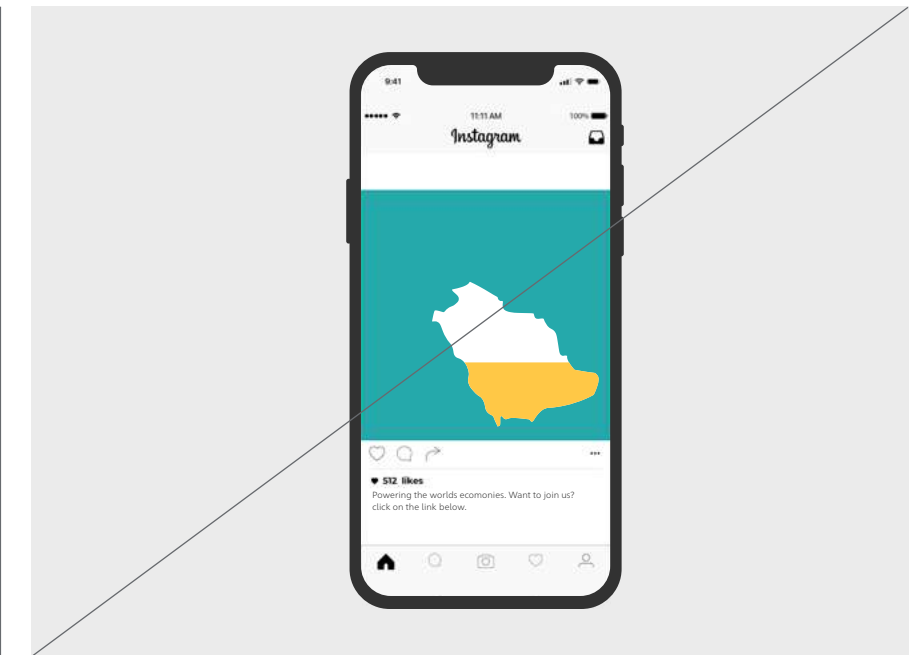 9:41
11:11 AM
100%
Instagram
512 likes
Powering the worlds ecomonies. Want to join us?
click on the link below.